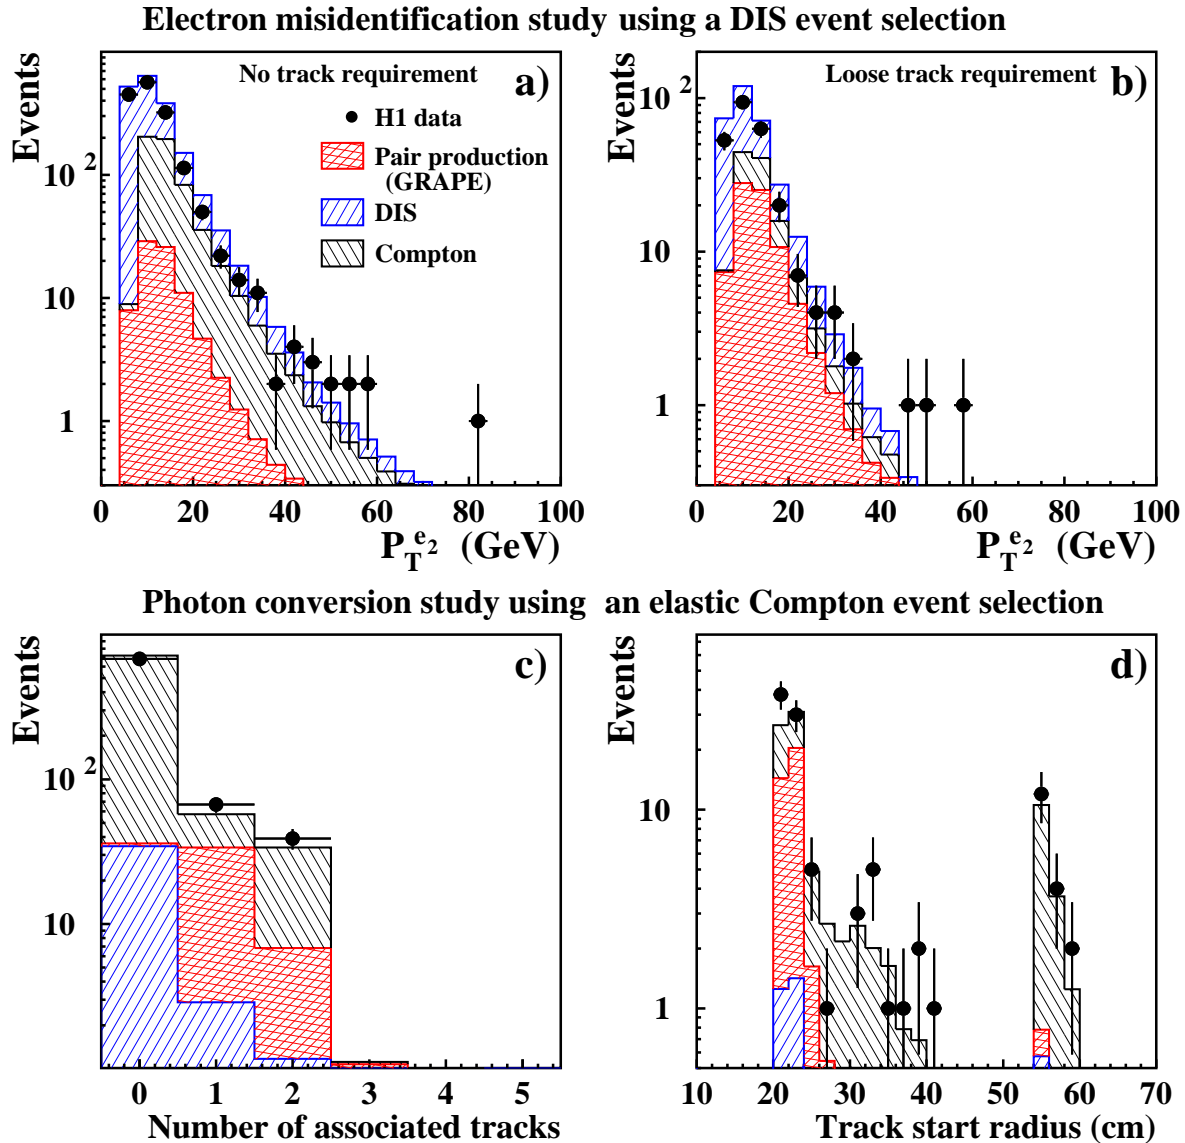 Electron misidentification study using a DIS event selection
Events
No track requirement
a)
H1 data
Pair production
(GRAPE)
DIS
Compton
10 2
10
1
0 20 40 60 80 100
P_T^e2 (GeV)
Events
Loose track requirement
b)
10 2
10
1
0 20 40 60 80 100
P_T^e2 (GeV)
Photon conversion study using an elastic Compton event selection
Events
c)
10 2
10
0 1 2 3 4 5
Number of associated tracks
Events
d)
10
1
10 20 30 40 50 60 70
Track start radius (cm)